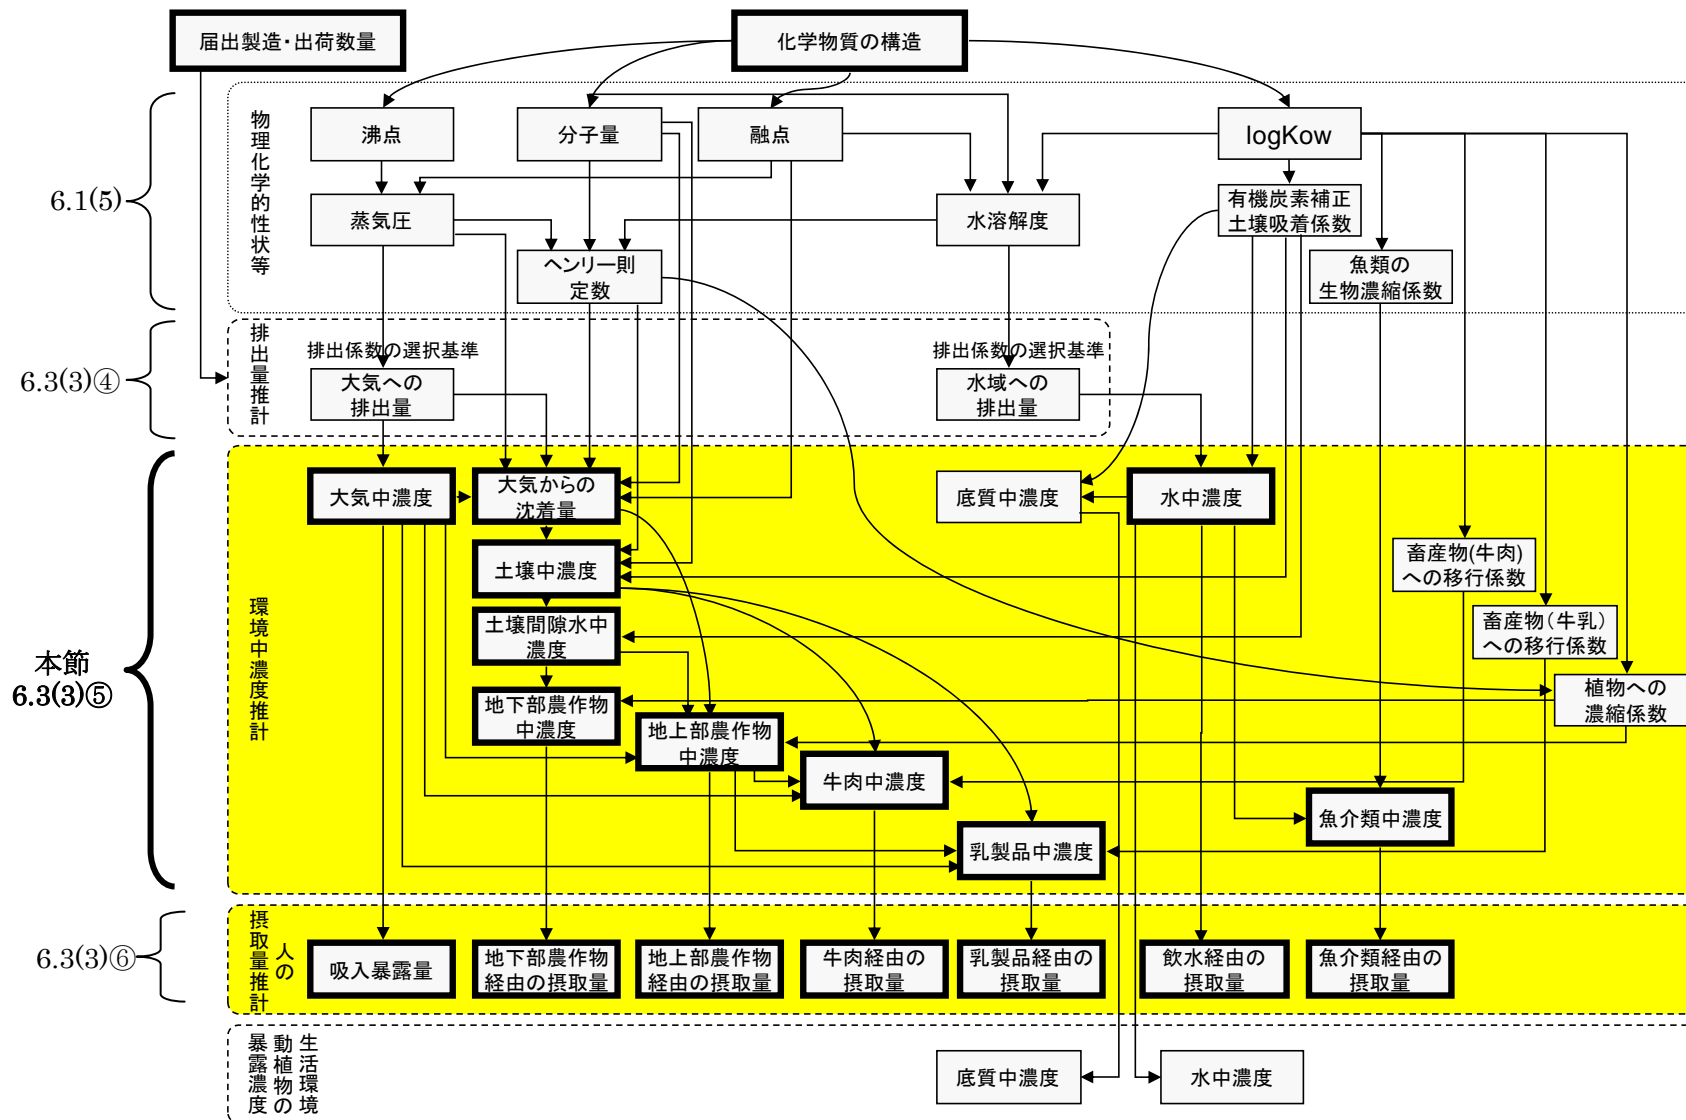 届出製造・出荷数量
化学物質の構造
6.1(5)
物理化学的性状等
沸点
分子量
融点
logKow
蒸気圧
水溶解度
有機炭素補正
土壌吸着係数
ヘンリー則
定数
魚類の
生物濃縮係数
6.3(3)④
排出量推計
排出係数の選択基準
排出係数の選択基準
大気への
排出量
水域への
排出量
本節
6.3(3)⑤
環境中濃度推計
大気中濃度
大気からの
沈着量
底質中濃度
水中濃度
土壌中濃度
畜産物(牛肉)
への移行係数
土壌間隙水中
濃度
畜産物(牛乳)
への移行係数
地下部農作物
中濃度
植物への
濃縮係数
地上部農作物
中濃度
牛肉中濃度
魚介類中濃度
乳製品中濃度
6.3(3)⑥
人の
摂取量推計
吸入暴露量
地下部農作物
経由の摂取量
地上部農作物
経由の摂取量
牛肉経由の
摂取量
乳製品経由の
摂取量
飲水経由の
摂取量
魚介類経由の
摂取量
生活環境
動植物の
暴露濃度
底質中濃度
水中濃度